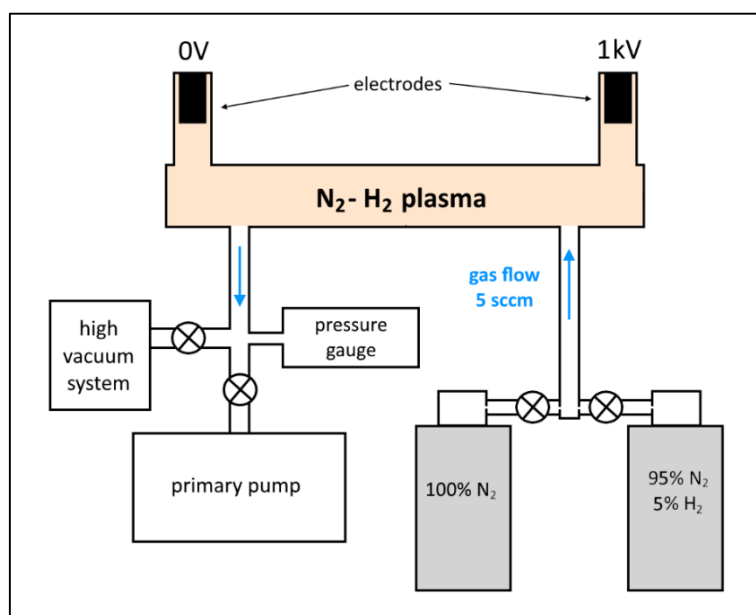 0V
1kV
electrodes
N₂- H₂ plasma
gas flow
5 sccm
high
vacuum
system
pressure
gauge
primary pump
100% N₂
95% N₂
5% H₂